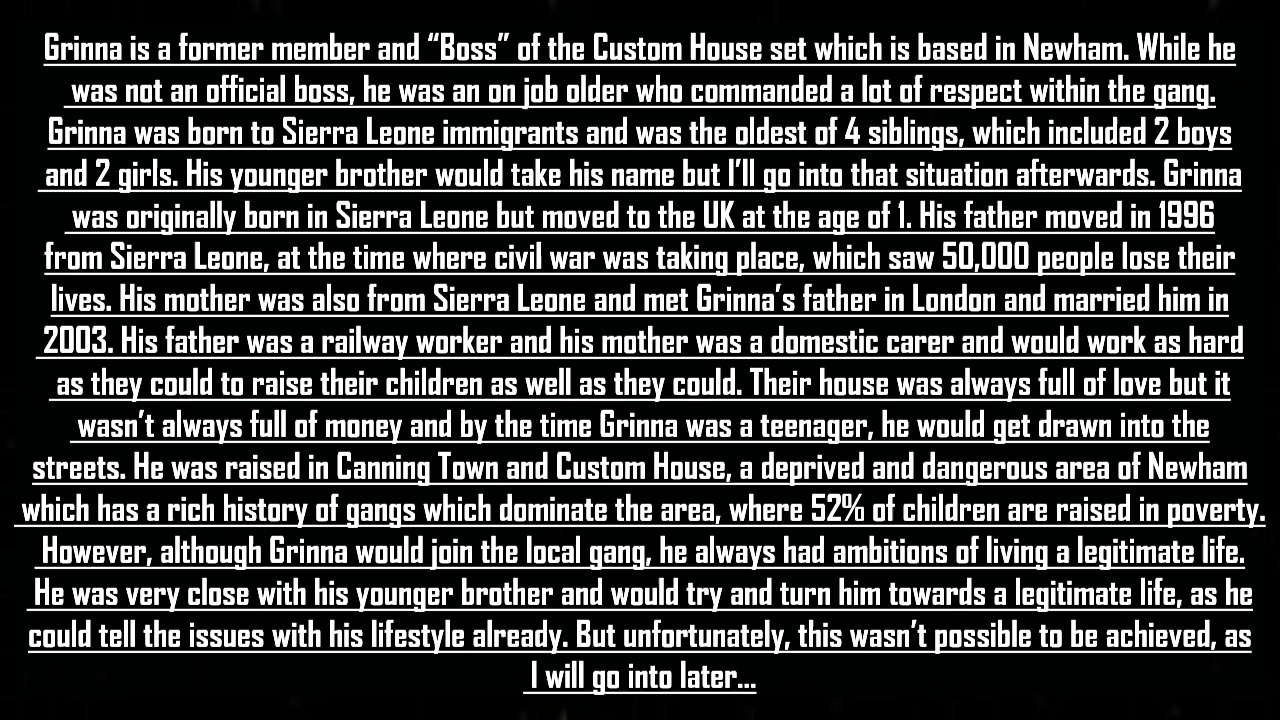 Grinna is a former member and “Boss” of the Custom House set which is based in Newham. While he
was not an official boss, he was an on job older who commanded a lot of respect within the gang.
Grinna was born to Sierra Leone immigrants and was the oldest of 4 siblings, which included 2 boys
and 2 girls. His younger brother would take his name but I’ll go into that situation afterwards. Grinna
was originally born in Sierra Leone but moved to the UK at the age of 1. His father moved in 1996
from Sierra Leone, at the time where civil war was taking place, which saw 50,000 people lose their
lives. His mother was also from Sierra Leone and met Grinna’s father in London and married him in
2003. His father was a railway worker and his mother was a domestic carer and would work as hard
as they could to raise their children as well as they could. Their house was always full of love but it
wasn’t always full of money and by the time Grinna was a teenager, he would get drawn into the
streets. He was raised in Canning Town and Custom House, a deprived and dangerous area of Newham
which has a rich history of gangs which dominate the area, where 52% of children are raised in poverty.
However, although Grinna would join the local gang, he always had ambitions of living a legitimate life.
He was very close with his younger brother and would try and turn him towards a legitimate life, as he
could tell the issues with his lifestyle already. But unfortunately, this wasn’t possible to be achieved, as
I will go into later...